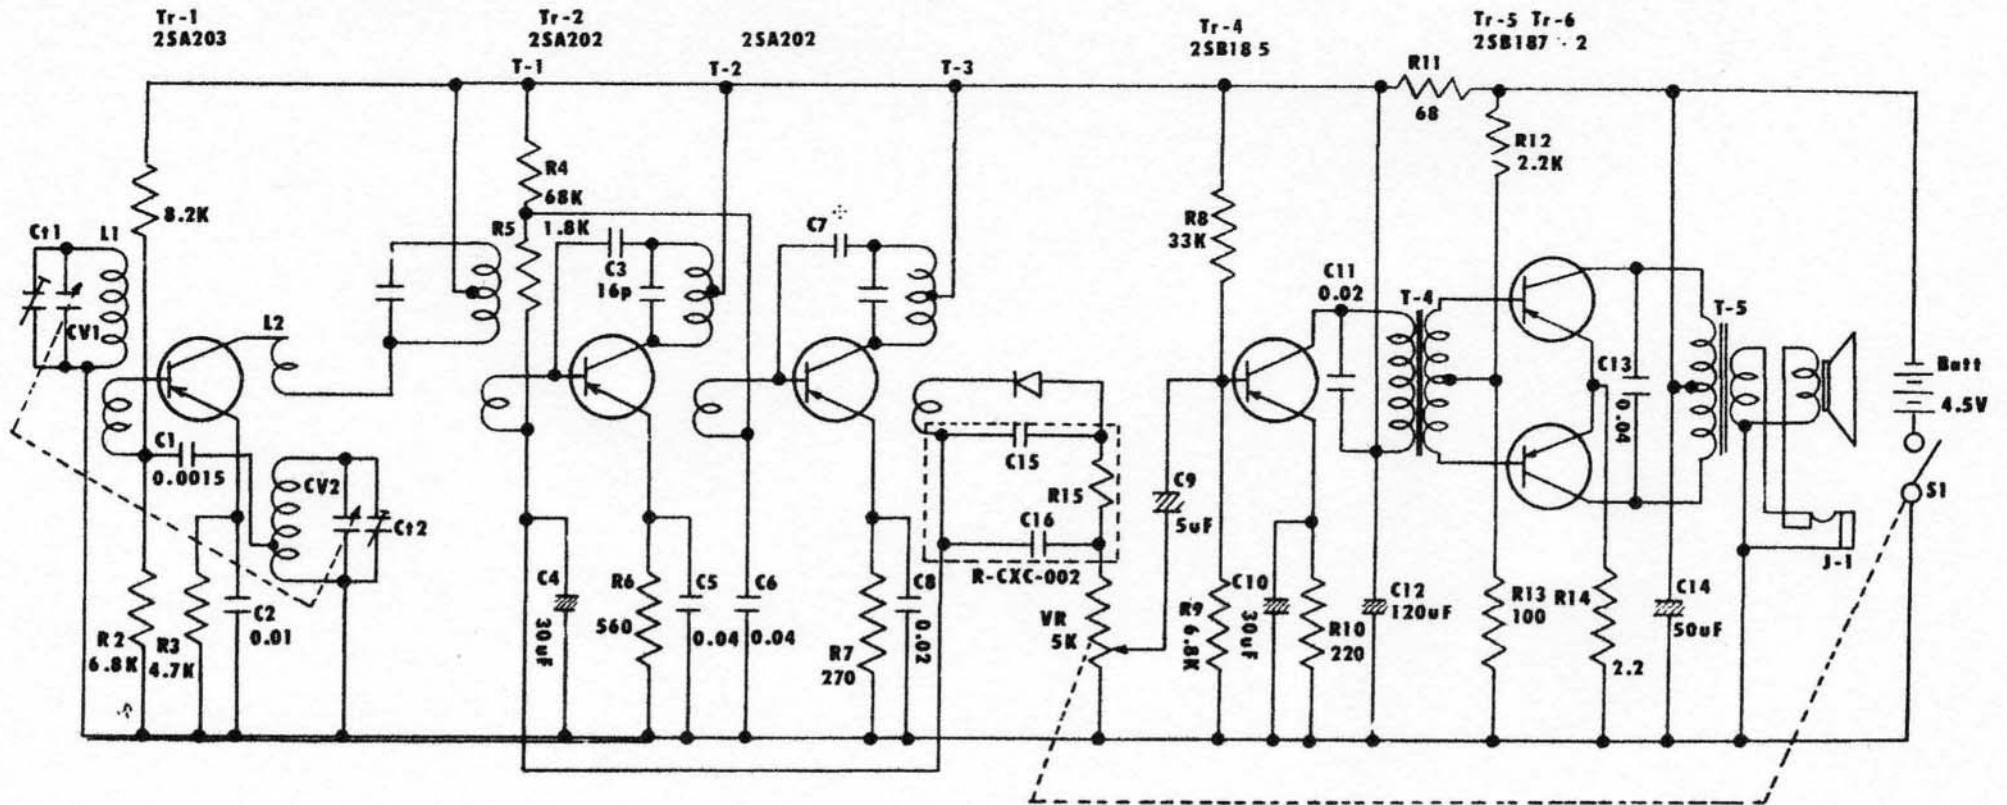 Tr-1
2SA203
Tr-2
2SA202
2SA202
Tr-4
2SB185
Tr-5 Tr-6
2SB187 · 2
T-1
T-2
T-3
R11
68
R12
2.2K
R4
68K
R5
1.8K
C7
8.2K
Ct1
L1
CV1
L2
C3
16p
R8
33K
C11
0.02
T-4
C13
0.04
T-5
Batt
4.5V
S1
C1
0.0015
CV2
Ct2
C15
R15
C16
R-CXC-002
C9
5uF
J-1
R2
6.8K
R3
4.7K
C2
0.01
C4
30uF
R6
560
C5
0.04
C6
0.04
R7
270
C8
0.02
VR
5K
R9
6.8K
C10
30uF
R10
220
C12
120uF
R13
100
R14
2.2
C14
50uF